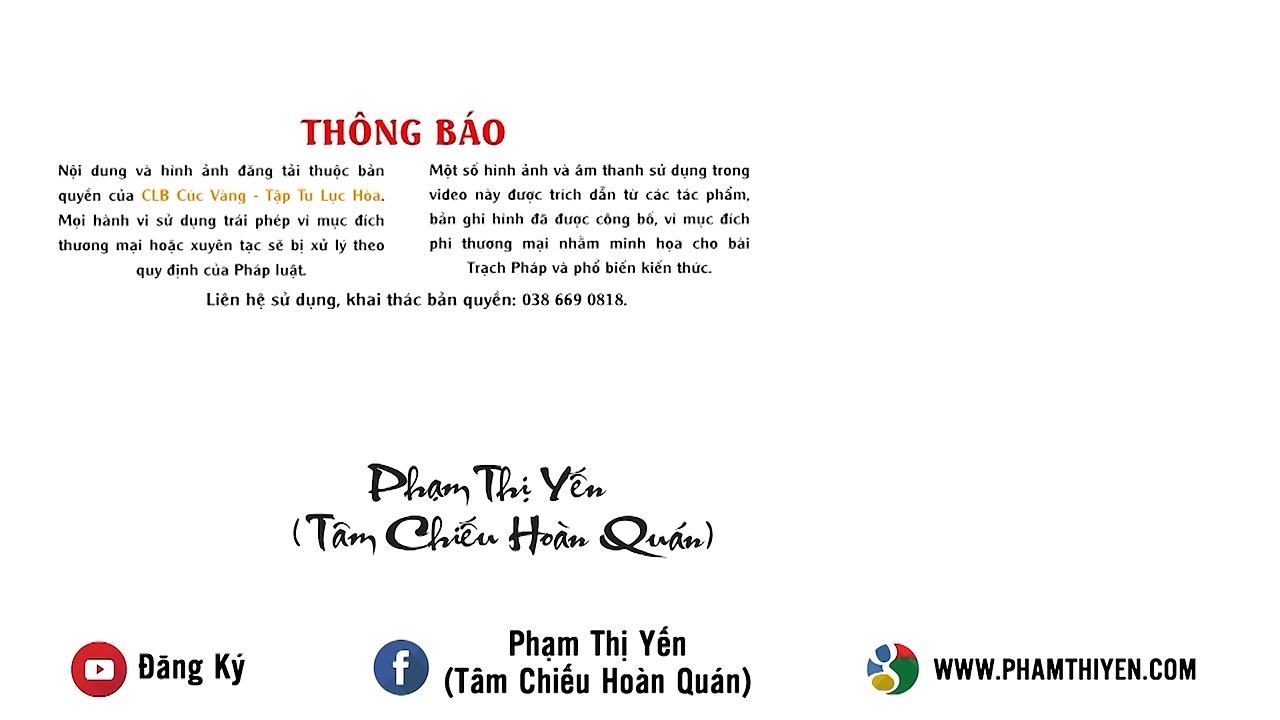 THÔNG BÁO
Nội dung và hình ảnh đăng tải thuộc bản
quyền của CLB Cúc Vàng - Tập Tu Lục Hòa.
Mọi hành vi sử dụng trái phép vì mục đích
thương mại hoặc xuyên tạc sẽ bị xử lý theo
quy định của Pháp luật.
Một số hình ảnh và âm thanh sử dụng trong
video này được trích dẫn từ các tác phẩm,
bản ghi hình đã được công bố, vì mục đích
phi thương mại nhằm minh họa cho bài
Trạch Pháp và phổ biến kiến thức.
Liên hệ sử dụng, khai thác bản quyền: 038 669 0818.
Phạm Thị Yến
(Tâm Chiếu Hoàn Quán)
Đăng Ký
Phạm Thị Yến
(Tâm Chiếu Hoàn Quán)
WWW.PHAMTHIYEN.COM